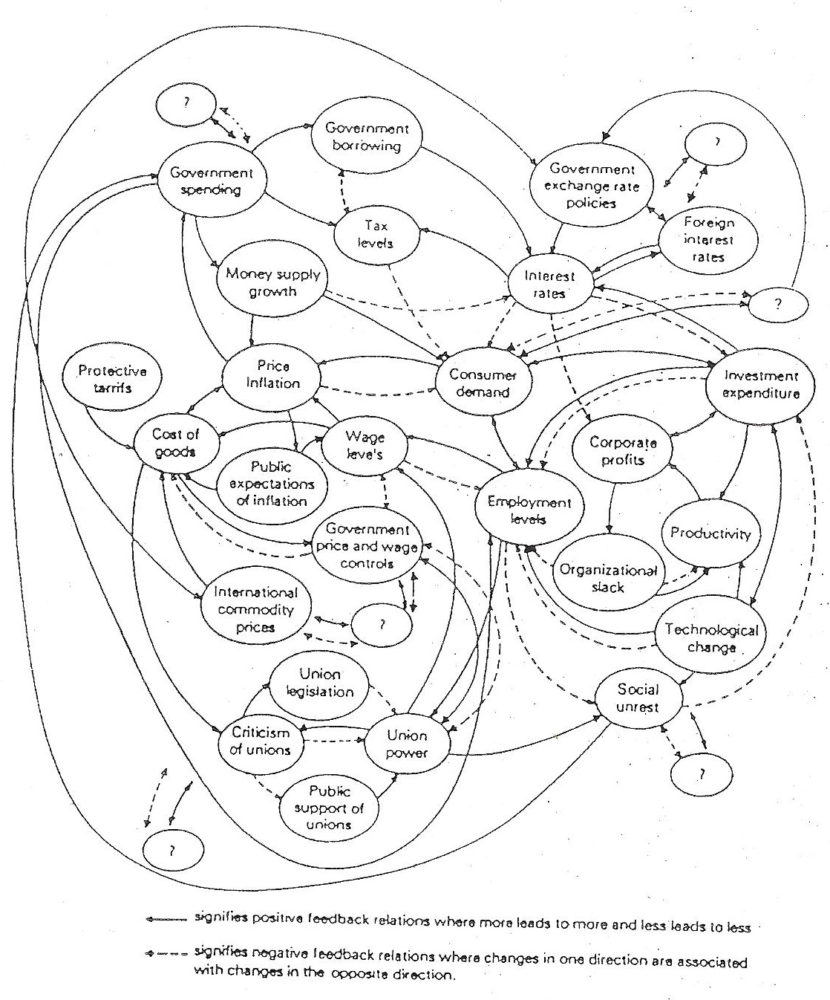 ?
Government
borrowing
Government
spending
?
Government
exchange rate
policies
Tax
levels
Foreign
interest
rates
Money supply
growth
Interest
rates
?
Protective
tarrifs
Price
Inflation
Consumer
demand
Investment
expenditure
Cost of
goods
Wage
leve's
Corporate
profits
Public
expectations
of inflation
Employment
levels
Government
price and wage
controls
Productivity
Organizational
slack
International
commodity
prices
?
Technological
change
Union
legislation
Social
unrest
Criticism
of unions
Union
power
?
Public
support of
unions
?
signifies positive feedback relations where more leads to more and less leads to less
signifies negative feedback relations where changes in one direction are associated
with changes in the opposite direction.